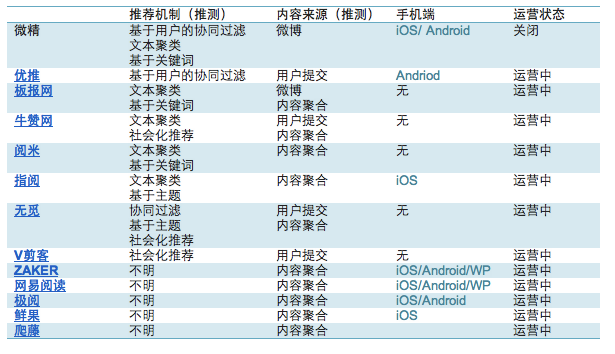 推荐机制（推测） 内容来源（推测） 手机端 运营状态
微精 基于用户的协同过滤 微博 iOS/ Android 关闭
文本聚类
基于关键词
优推 基于用户的协同过滤 用户提交 Andriod 运营中
板报网 文本聚类 微博 无 运营中
基于关键词 内容聚合
牛赞网 文本聚类 用户提交 无 运营中
社会化推荐 内容聚合
阅米 文本聚类 内容聚合 无 运营中
基于关键词
指阅 文本聚类 内容聚合 iOS 运营中
基于主题
无觅 协同过滤 用户提交 无 运营中
基于主题 内容聚合
社会化推荐
V剪客 社会化推荐 用户提交 无 运营中
ZAKER 不明 内容聚合 iOS/Android/WP 运营中
网易阅读 不明 内容聚合 iOS/Android/WP 运营中
极阅 不明 内容聚合 iOS/Android 运营中
鲜果 不明 内容聚合 iOS 运营中
爬藤 不明 内容聚合 运营中